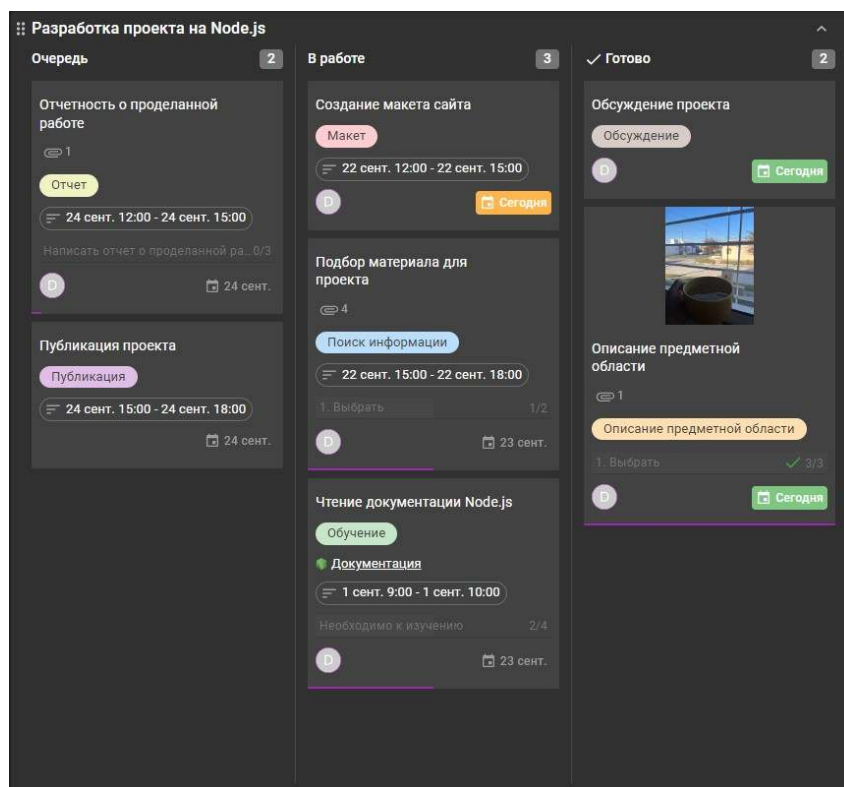 Разработка проекта на Node.js
Очередь 2
Отчетность о проделанной
работе
1
Отчет
24 сент. 12:00 - 24 сент. 15:00
Написать отчет о проделанной ра... 0/3
D 24 сент.
Публикация проекта
Публикация
24 сент. 15:00 - 24 сент. 18:00
24 сент.
В работе 3
Создание макета сайта
Макет
22 сент. 12:00 - 22 сент. 15:00
D Сегодня
Подбор материала для
проекта
4
Поиск информации
22 сент. 15:00 - 22 сент. 18:00
1. Выбрать 1/2
D 23 сент.
Чтение документации Node.js
Обучение
Документация
1 сент. 9:00 - 1 сент. 10:00
Необходимо к изучению 2/4
D 23 сент.
Готово 2
Обсуждение проекта
Обсуждение
D Сегодня
Описание предметной
области
1
Описание предметной области
1. Выбрать 3/3
D Сегодня